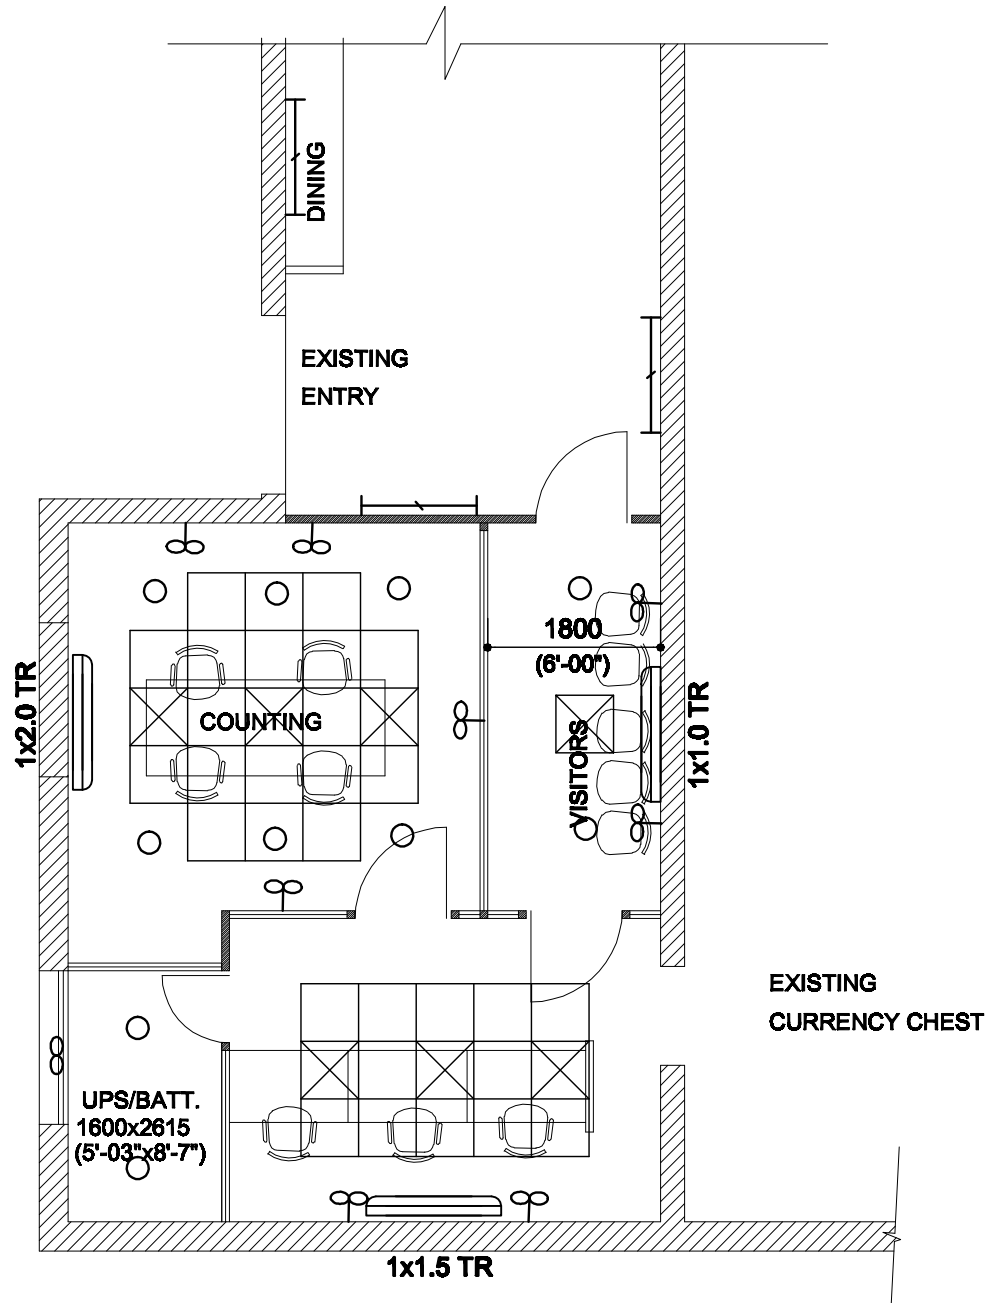 DINING
EXISTING
ENTRY
1800
(6'-00")
1x2.0 TR
COUNTING
VISITORS
1x1.0 TR
EXISTING
CURRENCY CHEST
UPS/BATT.
1600x2615
(5'-03"x8'-7")
1x1.5 TR